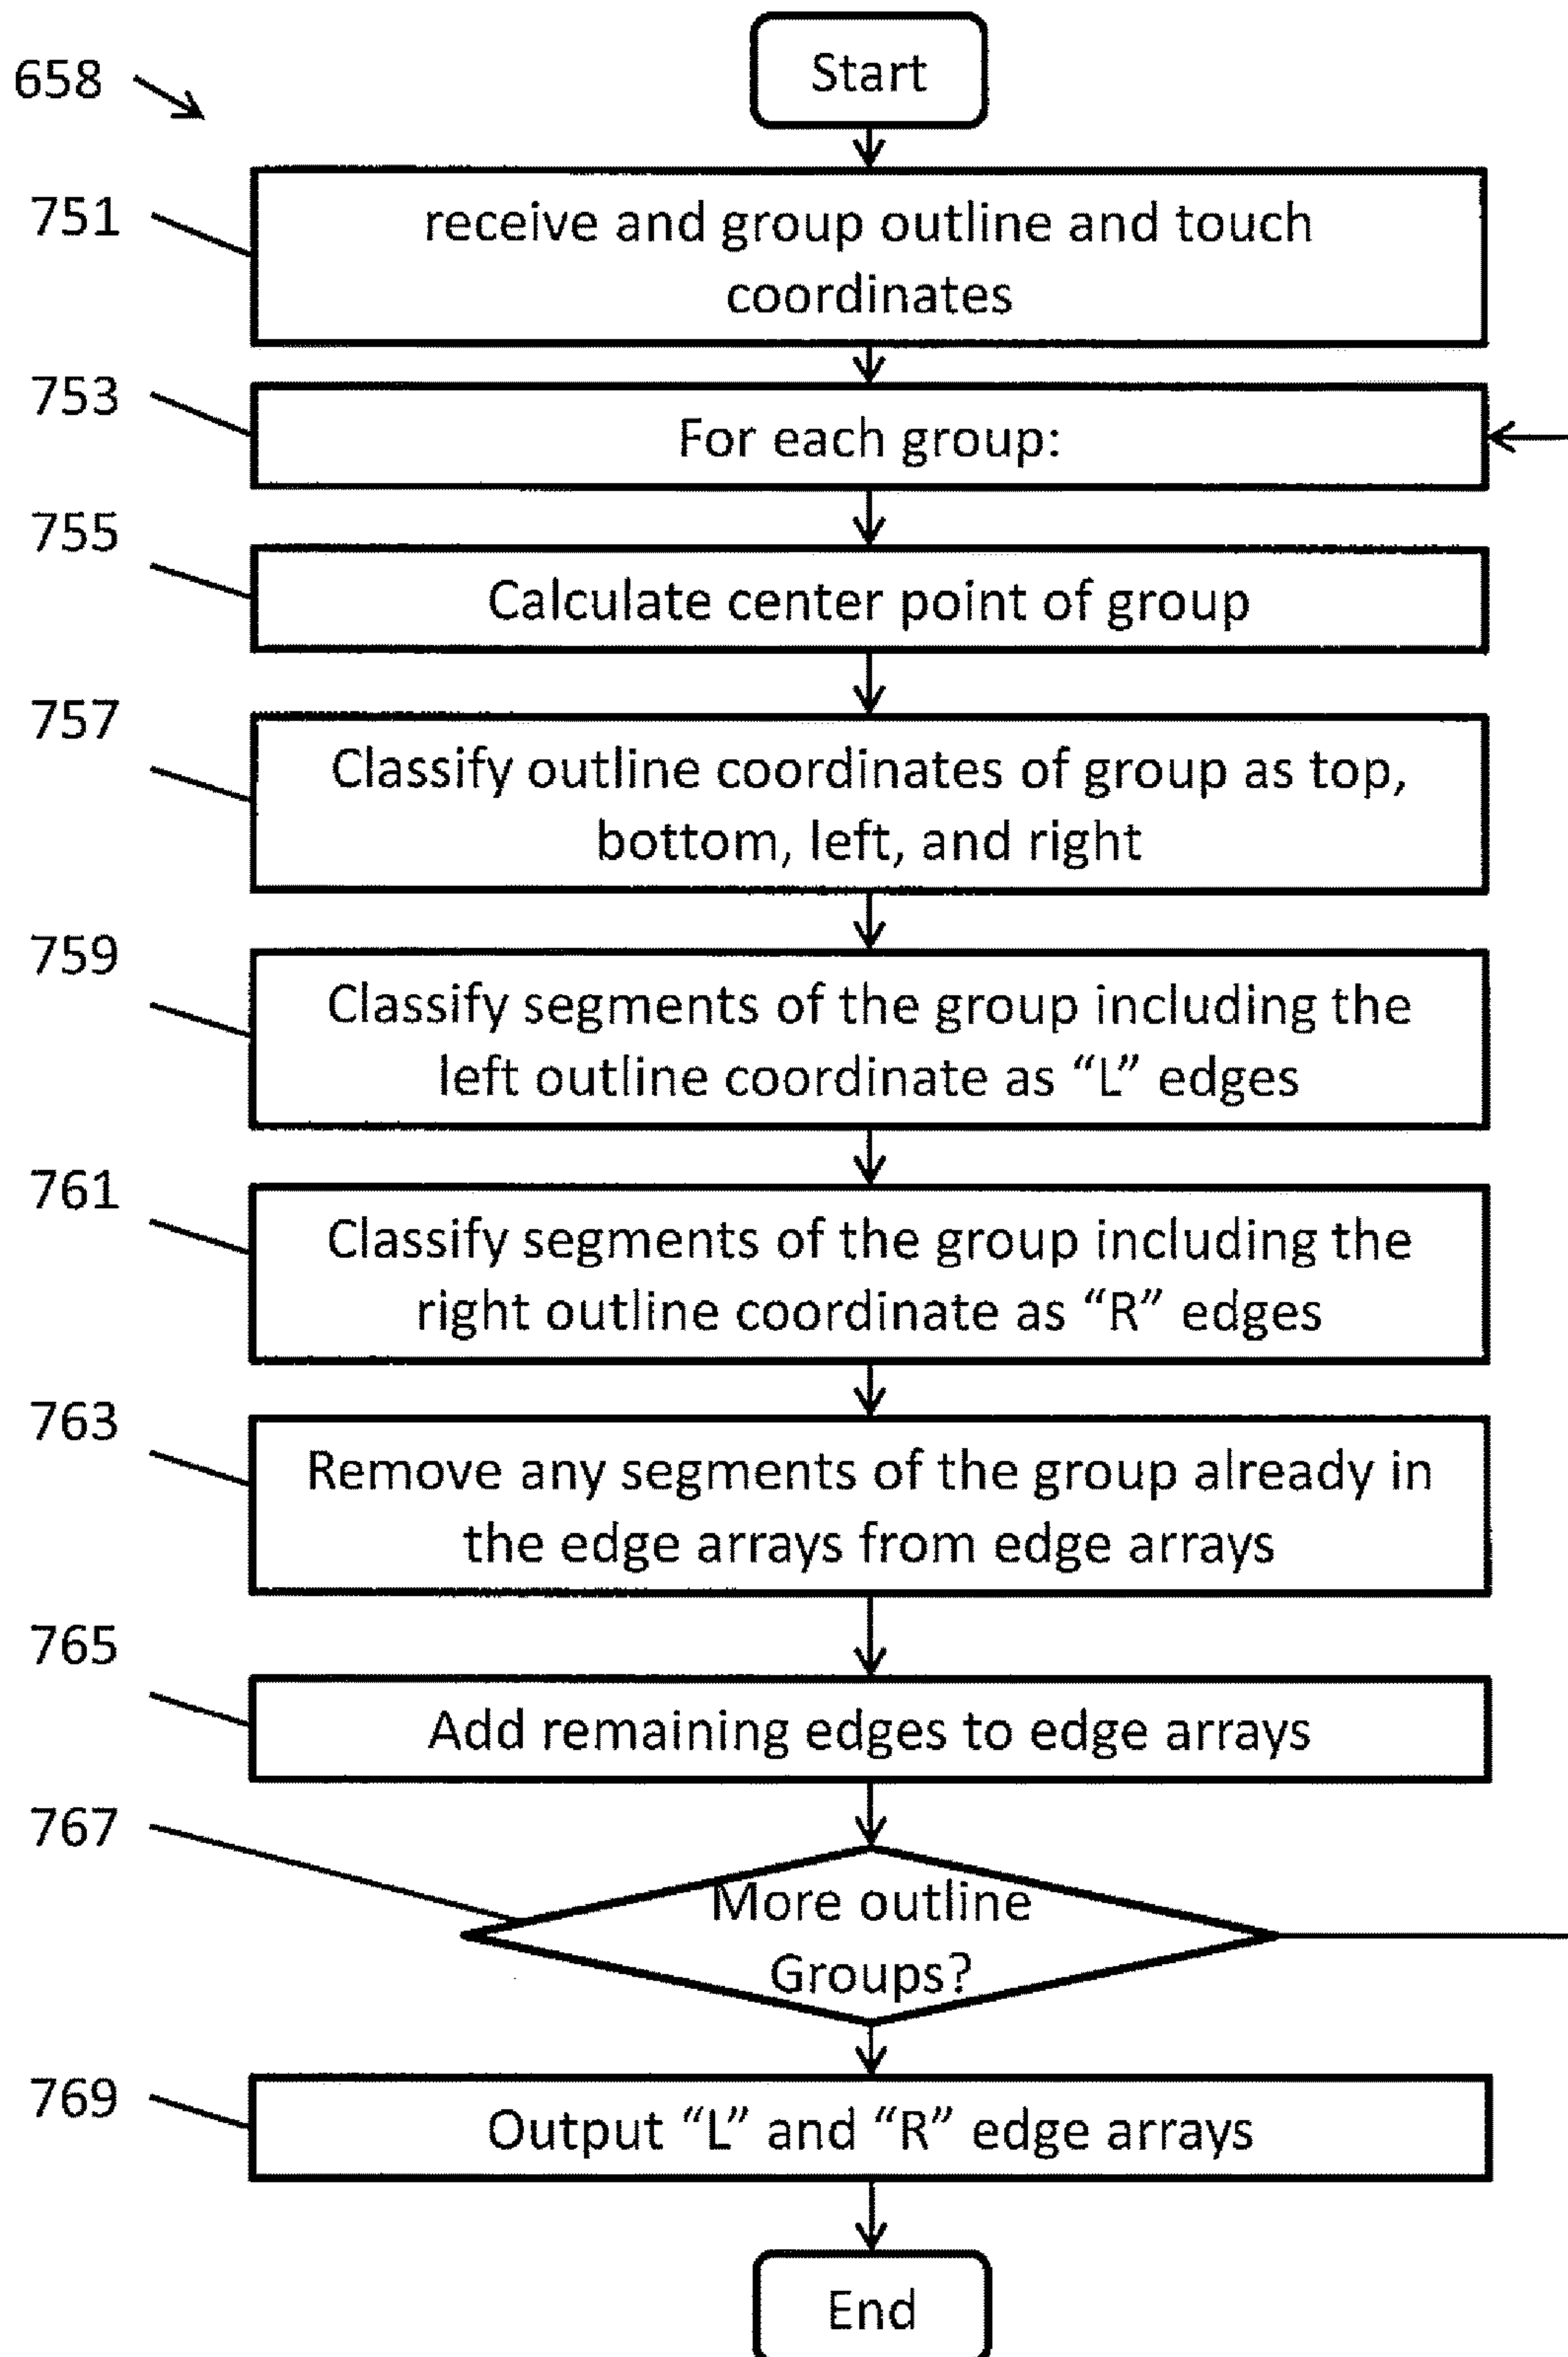 Start
658
751
receive and group outline and touch
coordinates
753
For each group:
755
Calculate center point of group
757
Classify outline coordinates of group as top,
bottom, left, and right
759
Classify segments of the group including the
left outline coordinate as “L” edges
761
Classify segments of the group including the
right outline coordinate as “R” edges
763
Remove any segments of the group already in
the edge arrays from edge arrays
765
Add remaining edges to edge arrays
767
More outline
Groups?
769
Output “L” and “R” edge arrays
End